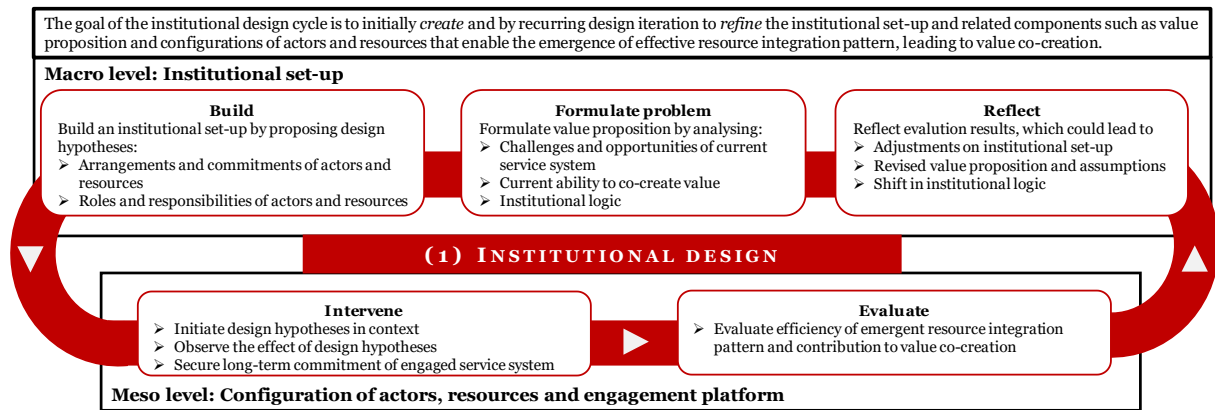 The goal of the institutional design cycle is to initially create and by recurring design iteration to refine the institutional set-up and related components such as value
proposition and configurations of actors and resources that enable the emergence of effective resource integration pattern, leading to value co-creation.
Macro level: Institutional set-up
Build
Build an institutional set-up by proposing design
hypotheses:
➢ Arrangements and commitments of actors and
resources
➢ Roles and responsibilities of actors and resources
Formulate problem
Formulate value proposition by analysing:
➢ Challenges and opportunities of current
service system
➢ Current ability to co-create value
➢ Institutional logic
Reflect
Reflect evalution results, which could lead to
➢ Adjustments on institutional set-up
➢ Revised value proposition and assumptions
➢ Shift in institutional logic
(1) INSTITUTIONAL DESIGN
Intervene
➢ Initiate design hypotheses in context
➢ Observe the effect of design hypotheses
➢ Secure long-term commitment of engaged service system
Evaluate
➢ Evaluate efficiency of emergent resource integration
pattern and contribution to value co-creation
Meso level: Configuration of actors, resources and engagement platform